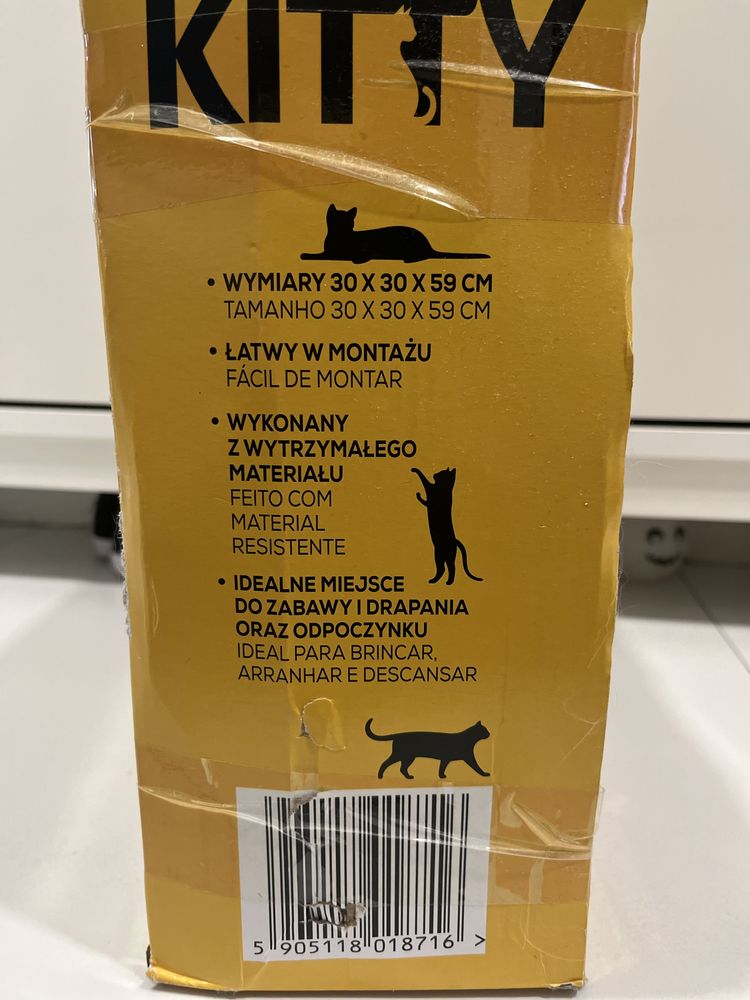 KITTY
• WYMIARY 30 X 30 X 59 CM
TAMANHO 30 X 30 X 59 CM
• ŁATWY W MONTAŻU
FÁCIL DE MONTAR
• WYKONANY
Z WYTRZYMAŁEGO
MATERIAŁU
FEITO COM
MATERIAL
RESISTENTE
• IDEALNE MIEJSCE
DO ZABAWY I DRAPANIA
ORAZ ODPOCZYNKU
IDEAL PARA BRINCAR,
ARRANHAR E DESCANSAR
5 905118 018716 >